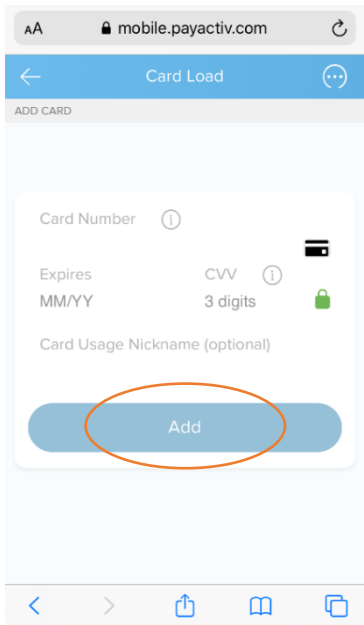 AA mobile.payactiv.com
Card Load
ADD CARD
Card Number
Expires CVV
MM/YY 3 digits
Card Usage Nickname (optional)
Add